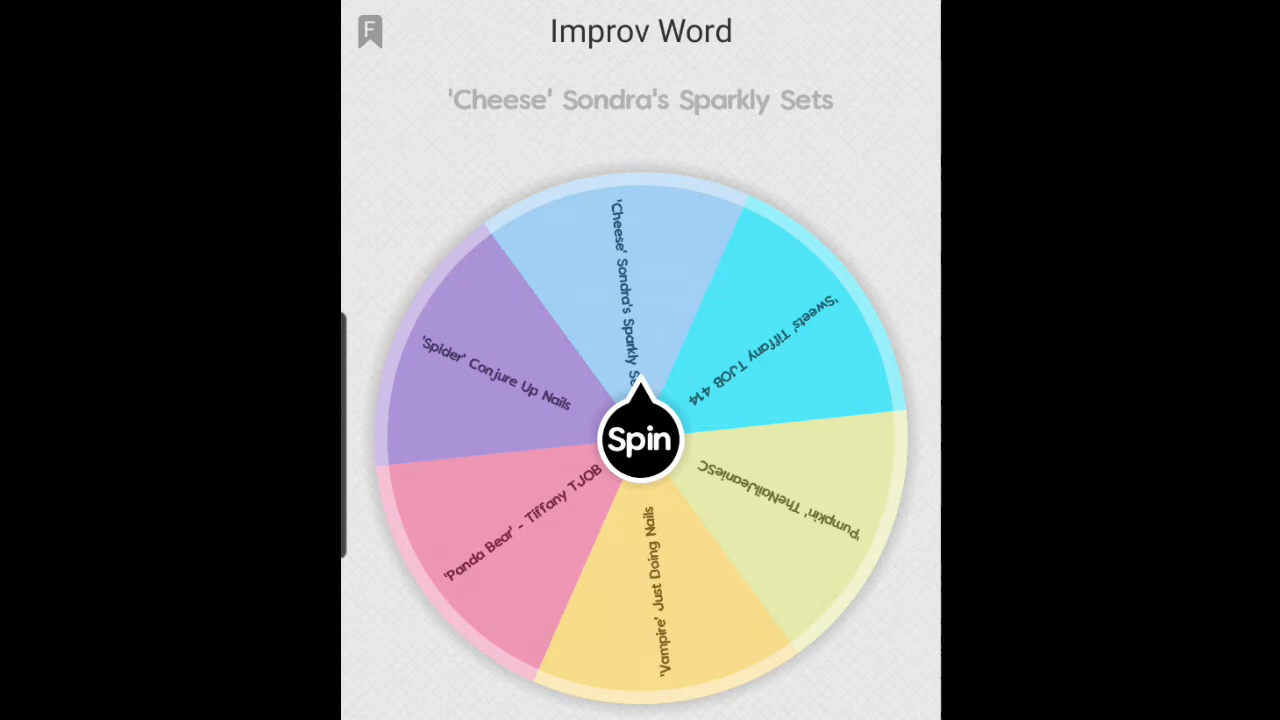 F
Improv Word
'Cheese' Sondra's Sparkly Sets
'Cheese' Sondra's Sparkly S
'Sweets' Tiffany TJOB 414
'Spider' Conjure Up Nails
Spin
'Pumpkin' TheNailJeanieSC
'Panda Bear' - Tiffany TJOB
'Vampire' Just Doing Nails